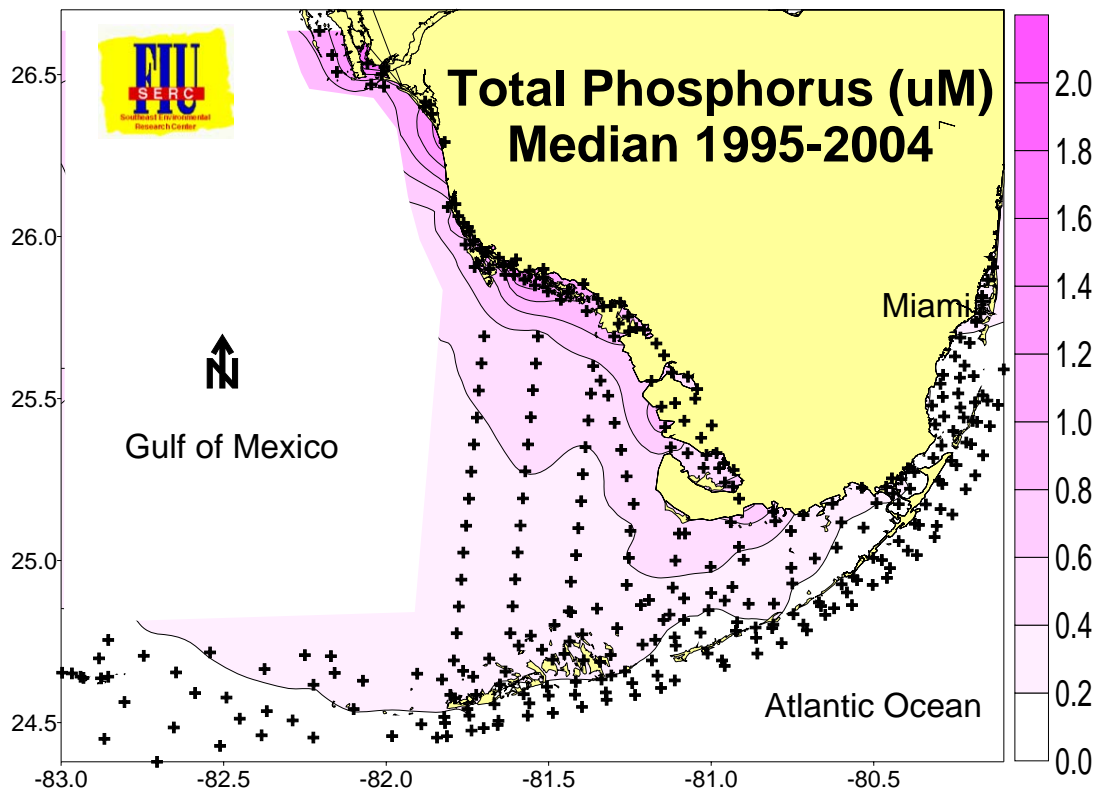 FIU
SERC
Southeast Environmental
Research Center
Total Phosphorus (uM)
Median 1995-2004
Miami
N
Gulf of Mexico
Atlantic Ocean
26.5
26.0
25.5
25.0
24.5
-83.0
-82.5
-82.0
-81.5
-81.0
-80.5
2.0
1.8
1.6
1.4
1.2
1.0
0.8
0.6
0.4
0.2
0.0